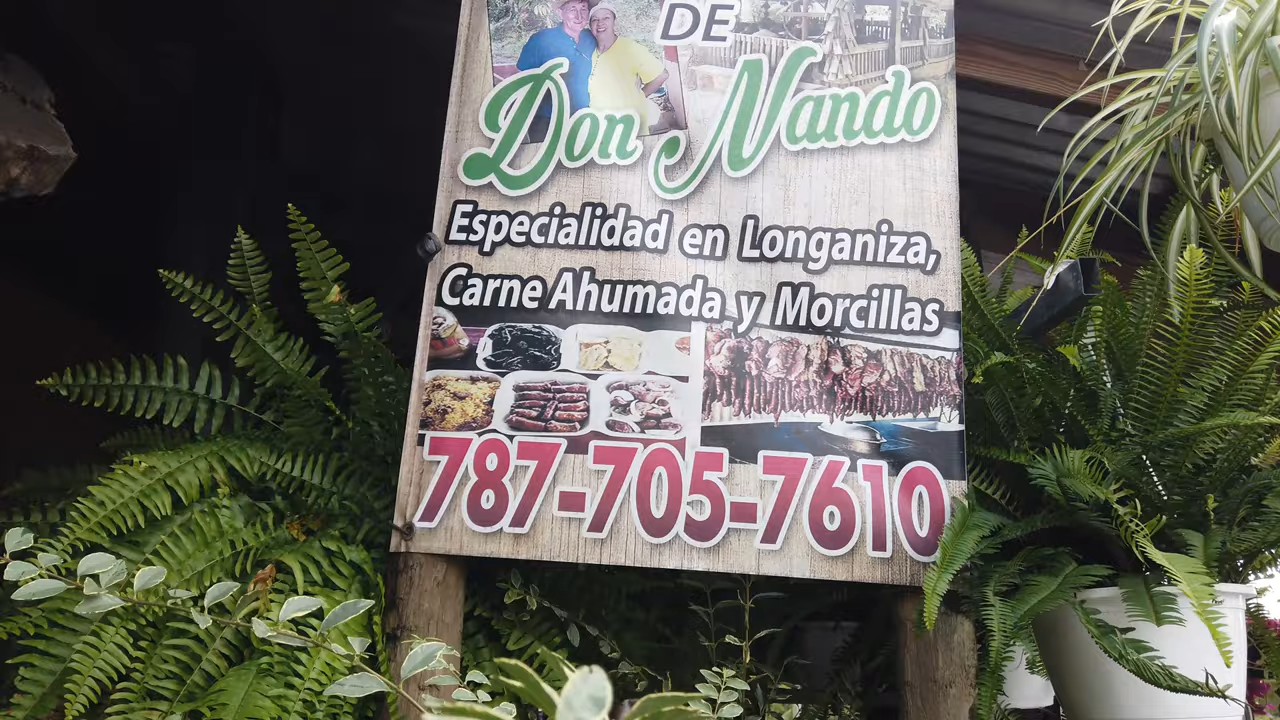 DE
Don Nando
Especialidad en Longaniza,
Carne Ahumada y Morcillas
787-705-7610